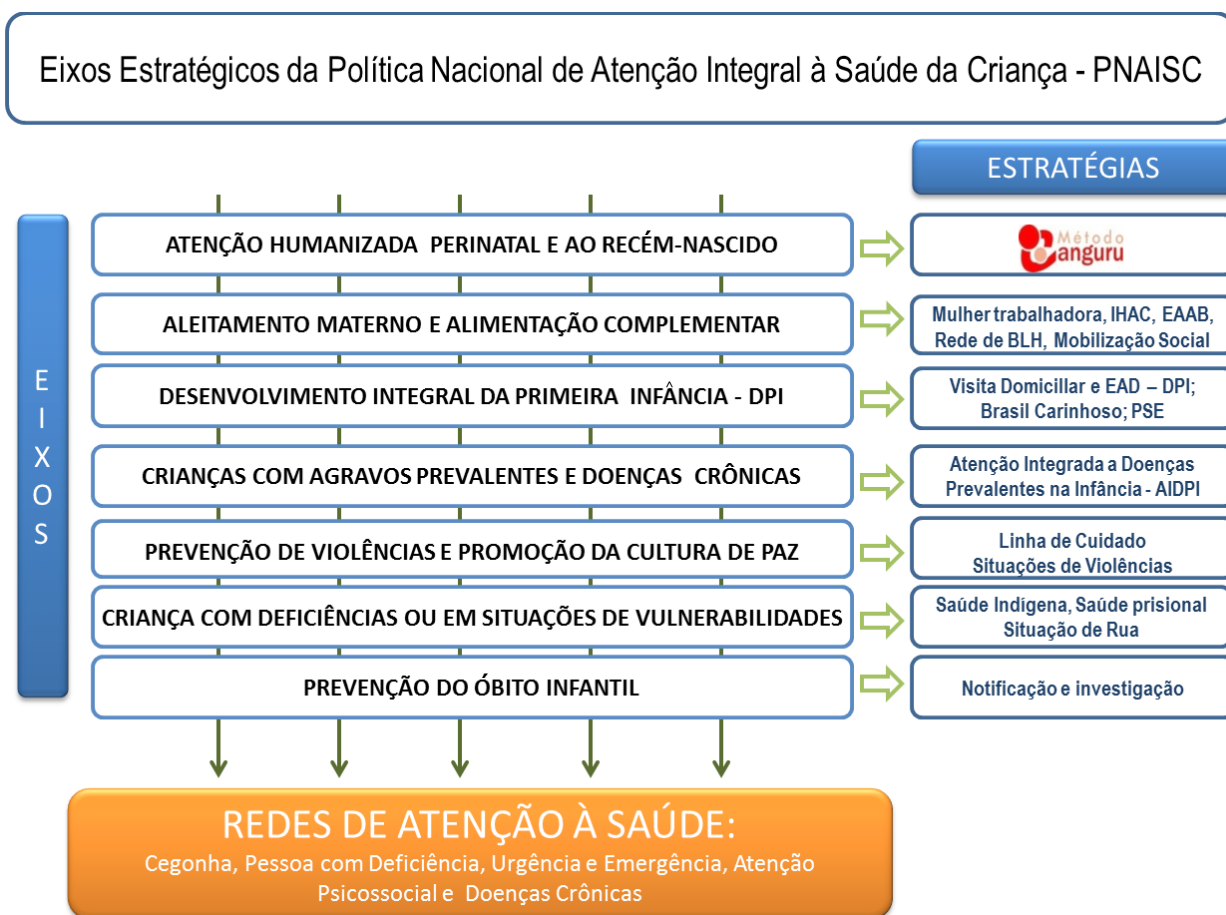 Eixos Estratégicos da Política Nacional de Atenção Integral à Saúde da Criança - PNAISC
ESTRATÉGIAS
EIXOS
ATENÇÃO HUMANIZADA PERINATAL E AO RECÉM-NASCIDO
Método
Canguru
ALEITAMENTO MATERNO E ALIMENTAÇÃO COMPLEMENTAR
Mulher trabalhadora, IHAC, EAAB,
Rede de BLH, Mobilização Social
DESENVOLVIMENTO INTEGRAL DA PRIMEIRA INFÂNCIA - DPI
Visita Domicillar e EAD – DPI;
Brasil Carinhoso; PSE
CRIANÇAS COM AGRAVOS PREVALENTES E DOENÇAS CRÔNICAS
Atenção Integrada a Doenças
Prevalentes na Infância - AIDPI
PREVENÇÃO DE VIOLÊNCIAS E PROMOÇÃO DA CULTURA DE PAZ
Linha de Cuidado
Situações de Violências
CRIANÇA COM DEFICIÊNCIAS OU EM SITUAÇÕES DE VULNERABILIDADES
Saúde Indígena, Saúde prisional
Situação de Rua
PREVENÇÃO DO ÓBITO INFANTIL
Notificação e investigação
REDES DE ATENÇÃO À SAÚDE:
Cegonha, Pessoa com Deficiência, Urgência e Emergência, Atenção
Psicossocial e Doenças Crônicas